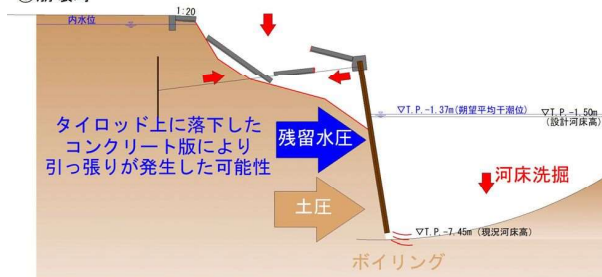 1:20
内水位
タイロッド上に落下した
コンクリート版により
引っ張りが発生した可能性
残留水圧
土圧
▽T.P.-1.37m(朔望平均干潮位)
▽T.P.-1.50m
(設計河床高)
河床洗掘
▽T.P.-7.45m (現況河床高)
ボイリング